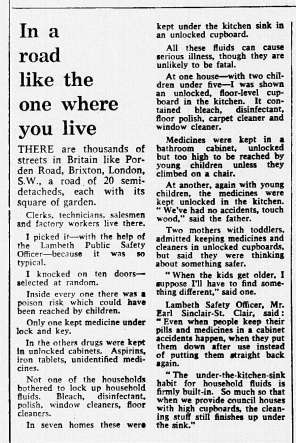 In a
road
like the
one where
you live
THERE are thousands of
streets in Britain like Por-
den Road, Brixton, London,
S.W., a road of 20 semi-
detacheds, each with its
square of garden.
Clerks, technicians, salesmen
and factory workers live there.
I picked it—with the help of
the Lambeth Public Safety
Officer—because it was so
typical.
I knocked on ten doors—
selected at random.
Inside every one there was a
poison risk which could have
been reached by children.
Only one kept medicine under
lock and key.
In the others drugs were kept
in unlocked cabinets. Aspirins,
iron tablets, unidentified medi-
cines.
Not one of the households
bothered to lock up household
fluids. Bleach, disinfectant,
polish, window cleaners, floor
cleaners.
In seven homes these were
kept under the kitchen sink in
an unlocked cupboard.
All these fluids can cause
serious illness, though they are
unlikely to be fatal.
At one house—with two chil-
dren under five—I was shown
an unlocked, floor-level cup-
board in the kitchen. It con-
tained bleach, disinfectant,
floor polish, carpet cleaner and
window cleaner.
Medicines were kept in a
bathroom cabinet, unlocked
but too high to be reached by
young children unless they
climbed on a chair.
At another, again with young
children, the medicines were
kept unlocked in the kitchen.
"We've had no accidents, touch
wood," said the father.
Two mothers with toddlers,
admitted keeping medicines and
cleaners in unlocked cupboards,
but said they were thinking
about something safer.
"When the kids get older, I
suppose I'll have to find some-
thing different," said one.
Lambeth Safety Officer, Mr.
Earl Sinclair-St. Clair, said:
"Even when people keep their
pills and medicines in a cabinet
accidents happen, when they put
them down after use instead
of putting them straight back
again.
"The under-the-kitchen-sink
habit for household fluids is
firmly built-in. So much so that
when we provide council houses
with high cupboards, the clean-
ing stuff still finishes up under
the sink."